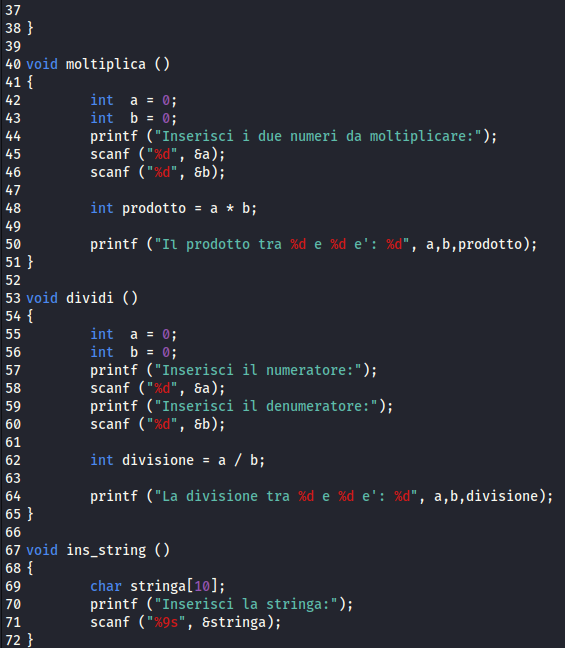 37
38 }
39
40 void moltiplica ()
41 {
42         int  a = 0;
43         int  b = 0;
44         printf ("Inserisci i due numeri da moltiplicare:");
45         scanf ("%d", &a);
46         scanf ("%d", &b);
47
48         int prodotto = a * b;
49
50         printf ("Il prodotto tra %d e %d e': %d", a,b,prodotto);
51 }
52
53 void dividi ()
54 {
55         int  a = 0;
56         int  b = 0;
57         printf ("Inserisci il numeratore:");
58         scanf ("%d", &a);
59         printf ("Inserisci il denumeratore:");
60         scanf ("%d", &b);
61
62         int divisione = a / b;
63
64         printf ("La divisione tra %d e %d e': %d", a,b,divisione);
65 }
66
67 void ins_string ()
68 {
69         char stringa[10];
70         printf ("Inserisci la stringa:");
71         scanf ("%9s", &stringa);
72 }